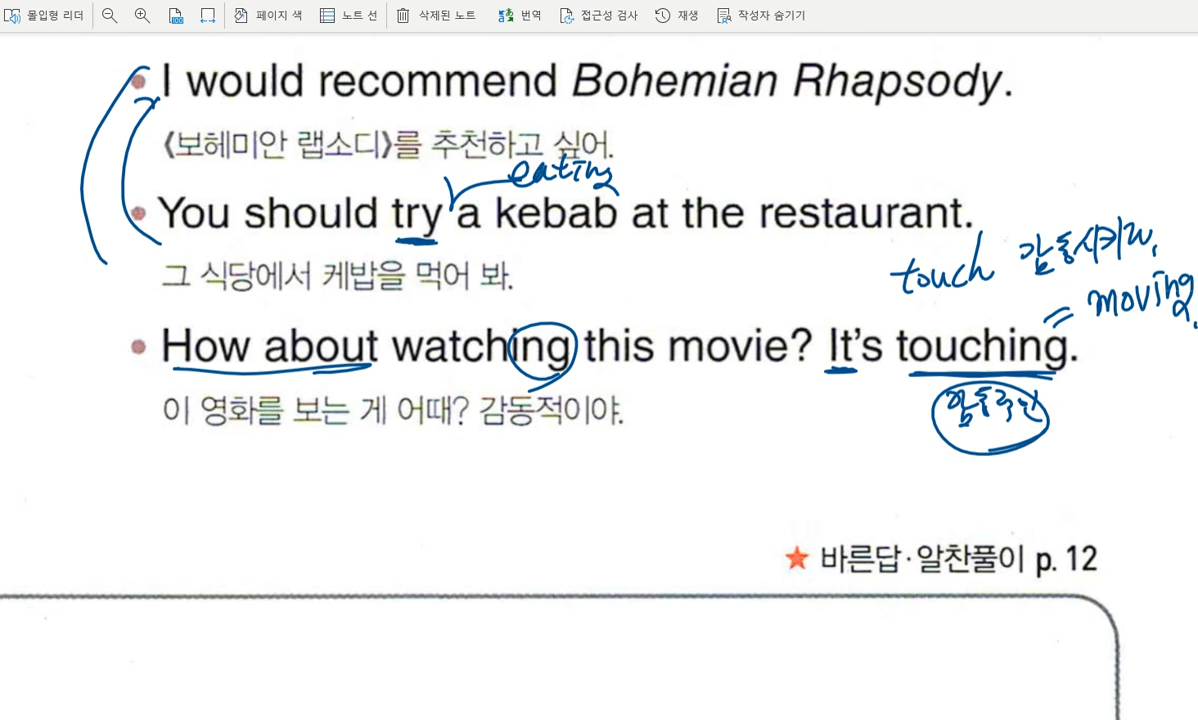 몰입형 리더 페이지 색 노트 선 삭제된 노트 번역 접근성 검사 재생 작성자 숨기기
• I would recommend Bohemian Rhapsody.
《보헤미안 랩소디》를 추천하고 싶어.
eating
• You should try a kebab at the restaurant.
그 식당에서 케밥을 먹어 봐.
touch 감동시키다,
= moving
• How about watching this movie? It's touching.
이 영화를 보는 게 어때? 감동적이야.
감동적인
★ 바른답·알찬풀이 p. 12